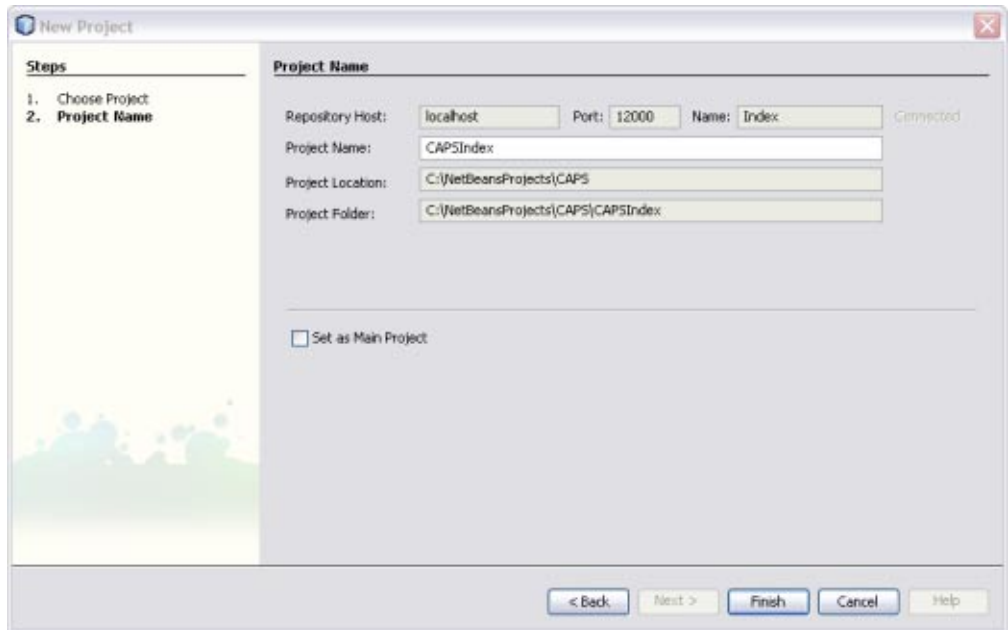 New Project
Steps
1. Choose Project
2. Project Name
Project Name
Repository Host: localhost Port: 12000 Name: Index Connected
Project Name: CAPSIndex
Project Location: C:\NetBeansProjects\CAPS
Project Folder: C:\NetBeansProjects\CAPS\CAPSIndex
Set as Main Project
< Back Next > Finish Cancel Help